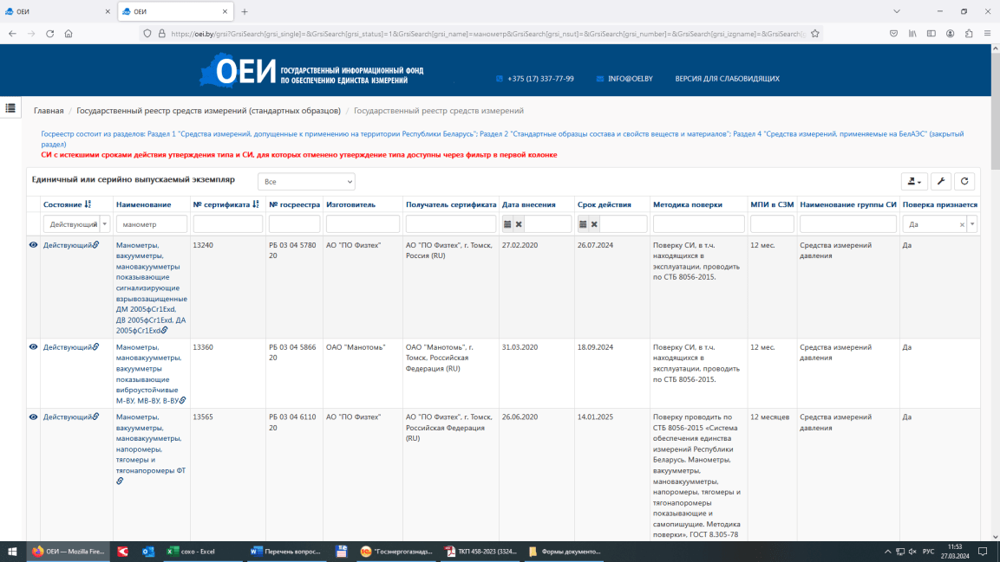 ОЕИ
ОЕИ
https://oei.by/grsi?GrsiSearch[grsi_single]=&GrsiSearch[grsi_status]=1&GrsiSearch[grsi_name]=манометр&GrsiSearch[grsi_nsut]=&GrsiSearch[grsi_number]=&GrsiSearch[grsi_izgname]=&GrsiSearch
ОЕИ
ГОСУДАРСТВЕННЫЙ ИНФОРМАЦИОННЫЙ ФОНД
ПО ОБЕСПЕЧЕНИЮ ЕДИНСТВА ИЗМЕРЕНИЙ
+375 (17) 337-77-99
INFO@OEI.BY
ВЕРСИЯ ДЛЯ СЛАБОВИДЯЩИХ
Главная / Государственный реестр средств измерений (стандартных образцов) / Государственный реестр средств измерений
Госреестр состоит из разделов: Раздел 1 "Средства измерений, допущенные к применению на территории Республики Беларусь"; Раздел 2 "Стандартные образцы состава и свойств веществ и материалов"; Раздел 4 "Средства измерений, применяемые на БелАЭС" (закрытый
раздел)
СИ с истекшими сроками действия утверждения типа и СИ, для которых отменено утверждение типа доступны через фильтр в первой колонке
Единичный или серийно выпускаемый экземпляр
Все
Состояние
Наименование
№ сертификата
№ госреестра
Изготовитель
Получатель сертификата
Дата внесения
Срок действия
Методика поверки
МПИ в СЗМ
Наименование группы СИ
Поверка признается
Действующий
манометр
Да
Действующий
Манометры,
вакуумметры,
мановакуумметры
показывающие
сигнализирующие
взрывозащищенные
ДМ 2005фCr1Exd,
ДВ 2005фCr1Exd, ДА
2005фCr1Exd
13240
РБ 03 04 5780
20
АО "ПО Физтех"
АО "ПО Физтех", г. Томск,
Россия (RU)
27.02.2020
26.07.2024
Поверку СИ, в т.ч.
находящихся в
эксплуатации, проводить
по СТБ 8056-2015.
12 мес.
Средства измерений
давления
Да
Действующий
Манометры,
мановакуумметры,
вакуумметры
показывающие
виброустойчивые
М-ВУ, МВ-ВУ, В-ВУ
13360
РБ 03 04 5866
20
ОАО "Манотомь"
ОАО "Манотомь", г.
Томск, Российская
Федерация (RU)
31.03.2020
18.09.2024
Поверку СИ, в т.ч.
находящихся в
эксплуатации, проводить
по СТБ 8056-2015.
12 мес.
Средства измерений
давления
Да
Действующий
Манометры,
вакуумметры,
мановакуумметры,
напоромеры,
тягомеры и
тягонапоромеры ФТ
13565
РБ 03 04 6110
20
АО "ПО Физтех"
АО "ПО Физтех", г. Томск,
Российская Федерация
(RU)
26.06.2020
14.01.2025
Поверку проводить по
СТБ 8056-2015 «Система
обеспечения единства
измерений Республики
Беларусь. Манометры,
вакуумметры,
мановакуумметры,
напоромеры, тягомеры и
тягонапоромеры
показывающие и
самопишущие. Методика
поверки», ГОСТ 8.305-78
12 месяцев
Средства измерений
давления
Да
ОЕИ — Mozilla Fire...
сохо - Excel
Перечень вопрос...
"Госэнергогазнадз...
ТКП 458-2023 (3324...
Формы документо...
РУС
11:53
27.03.2024